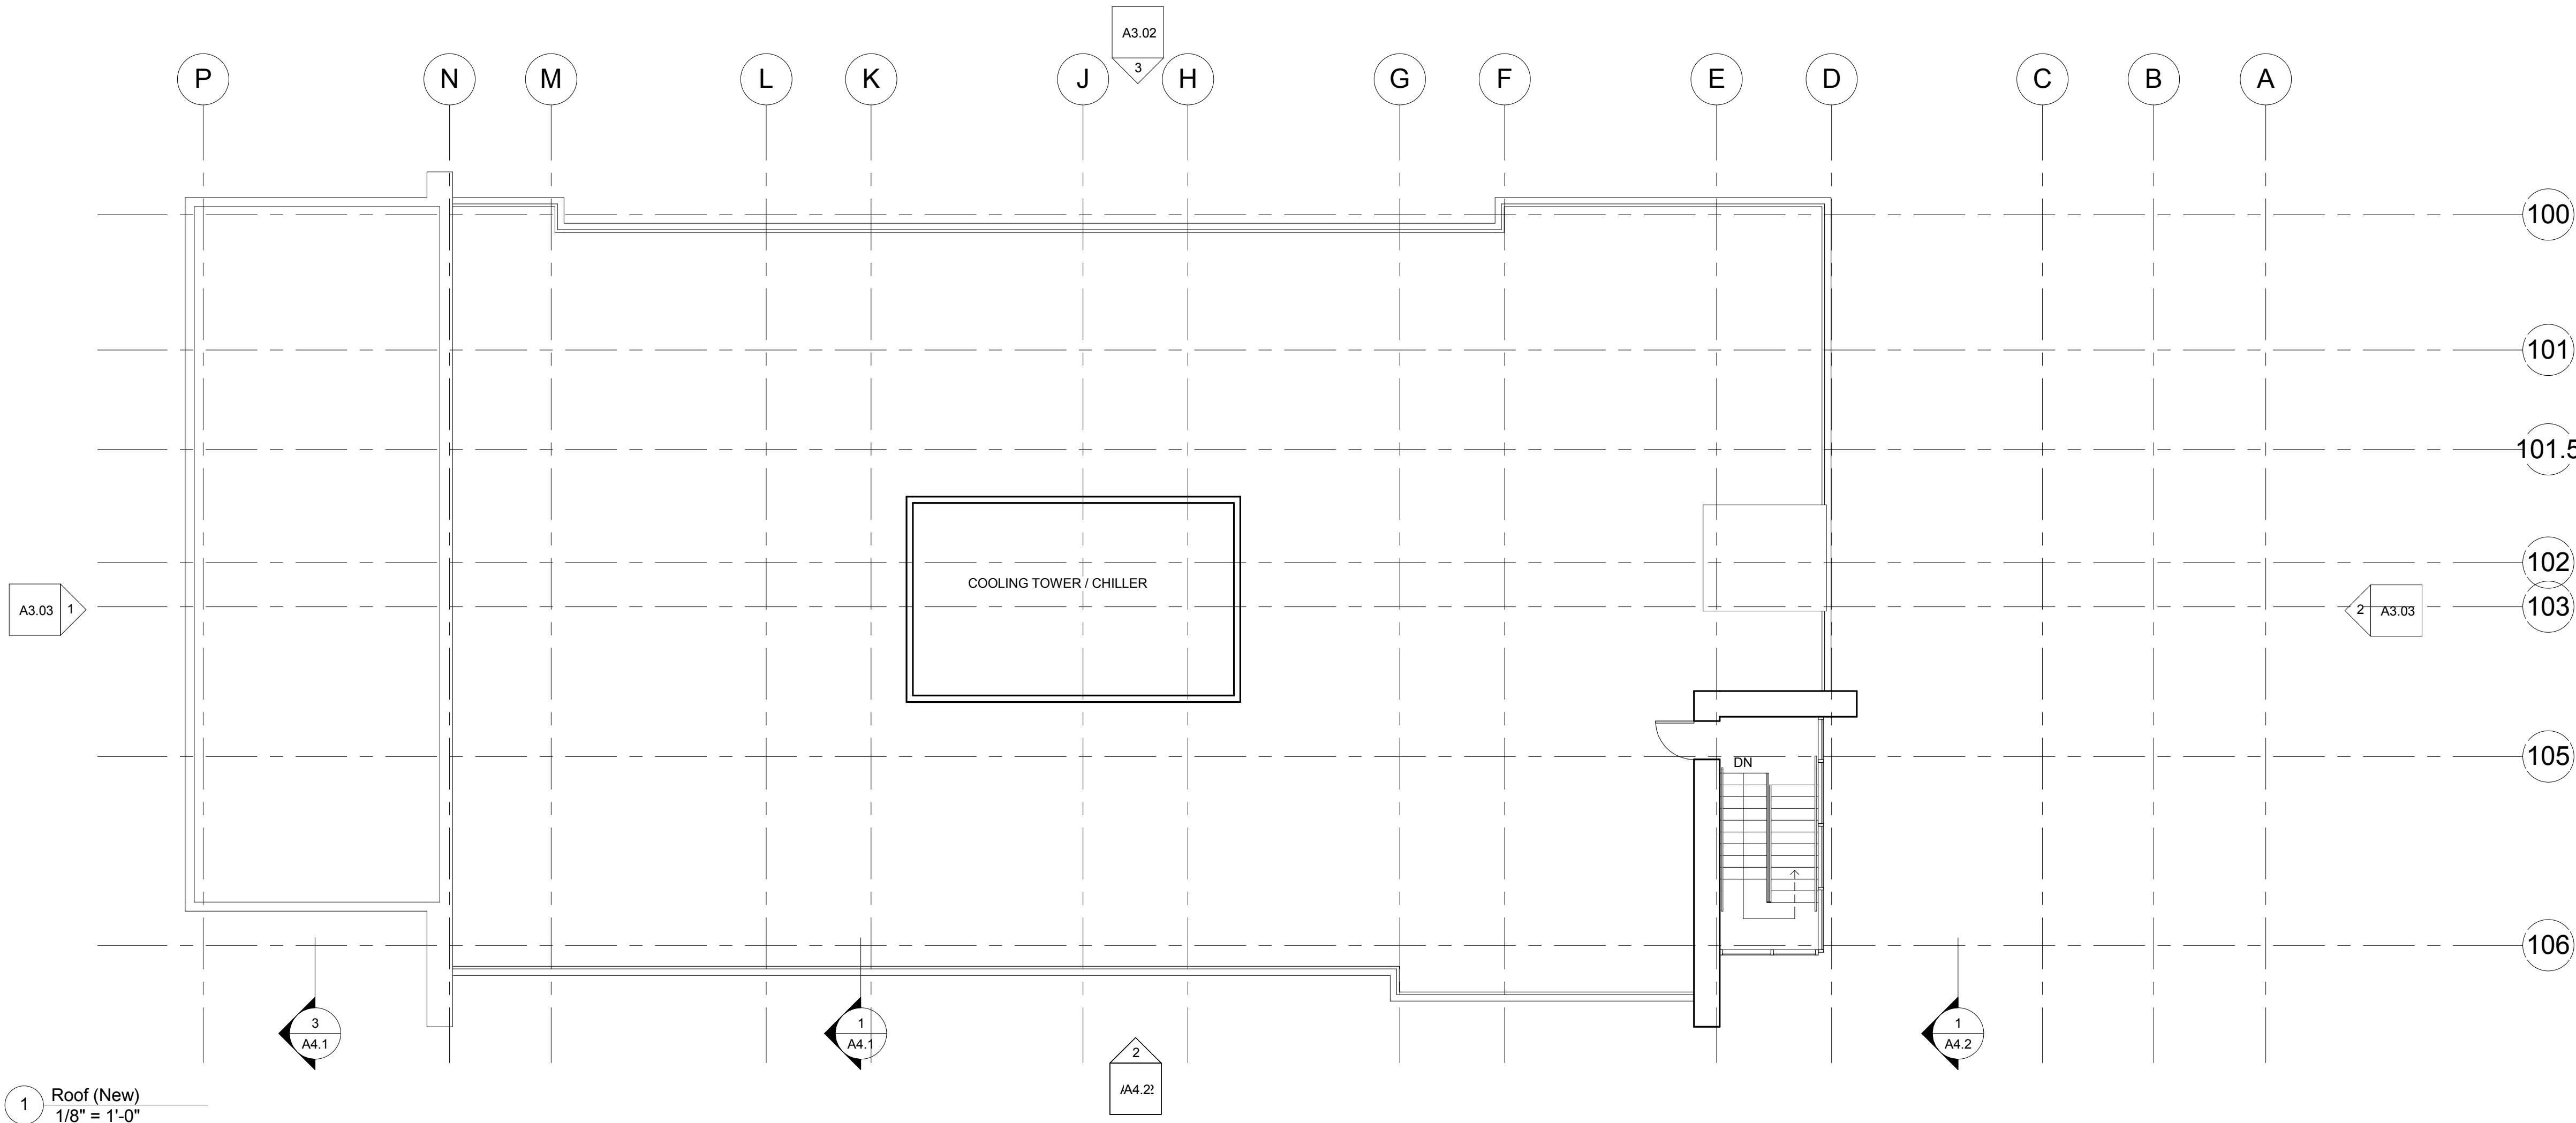 A3.02
3
P N M L K J H G F E D C B A
100
101
101.5
102
COOLING TOWER / CHILLER
103
A3.03 1
2 A3.03
105
DN
106
3
A4.1
1
A4.1
1
A4.2
2
1
Roof (New)
1/8" = 1'-0"